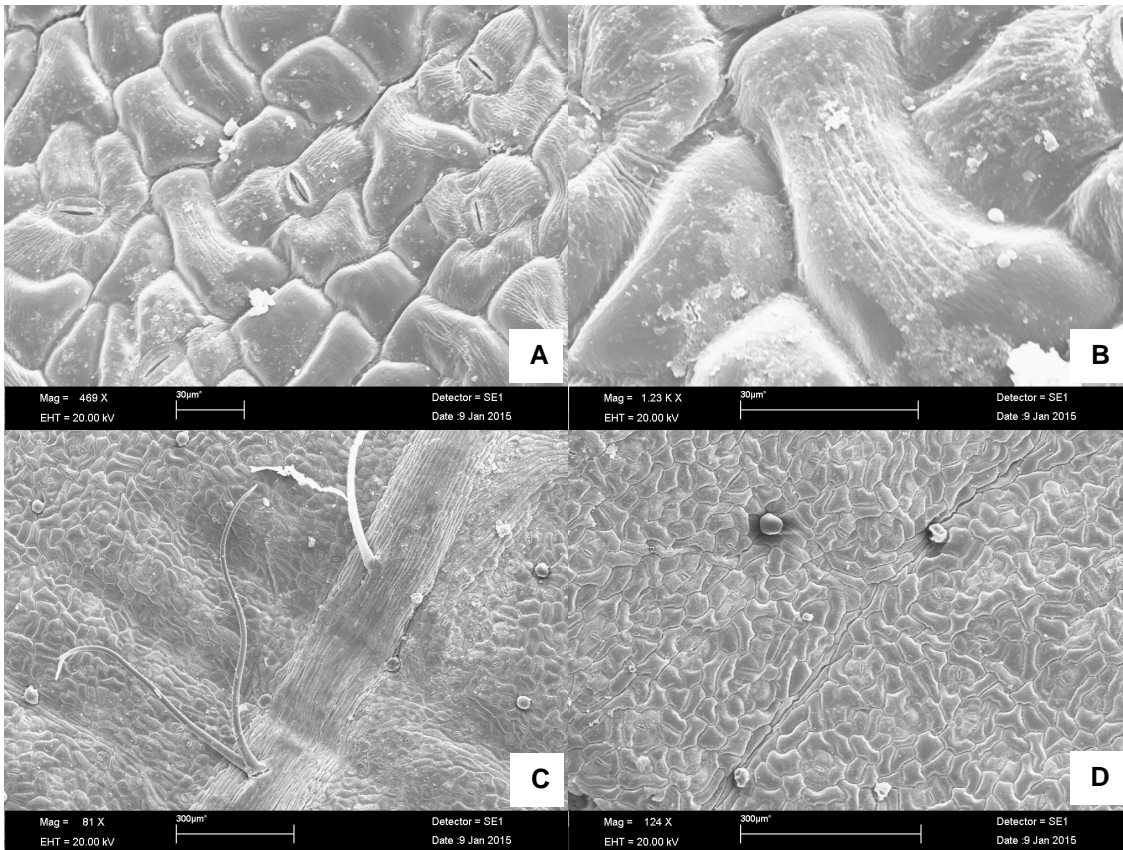 A
Mag = 469 X
30µm*
Detector = SE1
EHT = 20.00 kV
Date :9 Jan 2015
B
Mag = 1.23 K X
30µm*
Detector = SE1
EHT = 20.00 kV
Date :9 Jan 2015
C
Mag = 81 X
300µm*
Detector = SE1
EHT = 20.00 kV
Date :9 Jan 2015
D
Mag = 124 X
300µm*
Detector = SE1
EHT = 20.00 kV
Date :9 Jan 2015